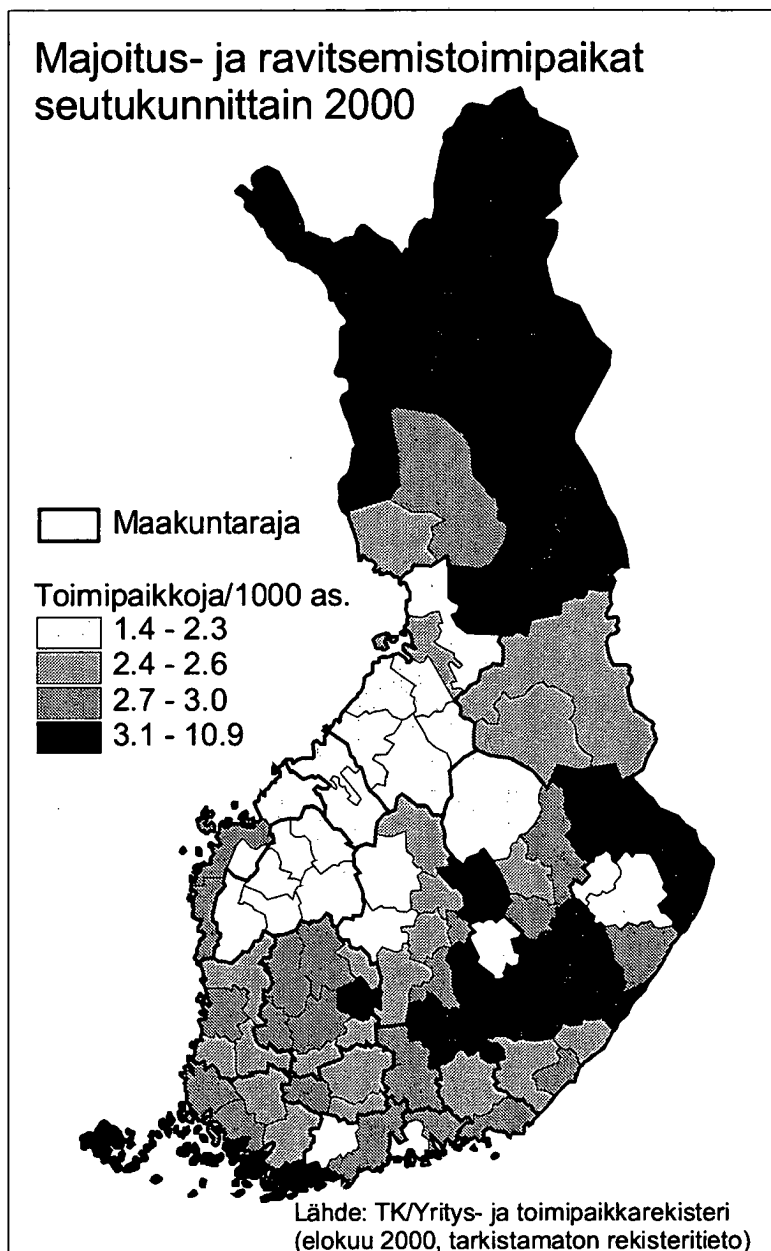 Majoitus- ja ravitsemistoimipaikat
seutukunnittain 2000
Maakuntaraja
Toimipaikkoja/1000 as.
1.4 - 2.3
2.4 - 2.6
2.7 - 3.0
3.1 - 10.9
Lähde: TK/Yritys- ja toimipaikkarekisteri
(elokuu 2000, tarkistamaton rekisteritieto)